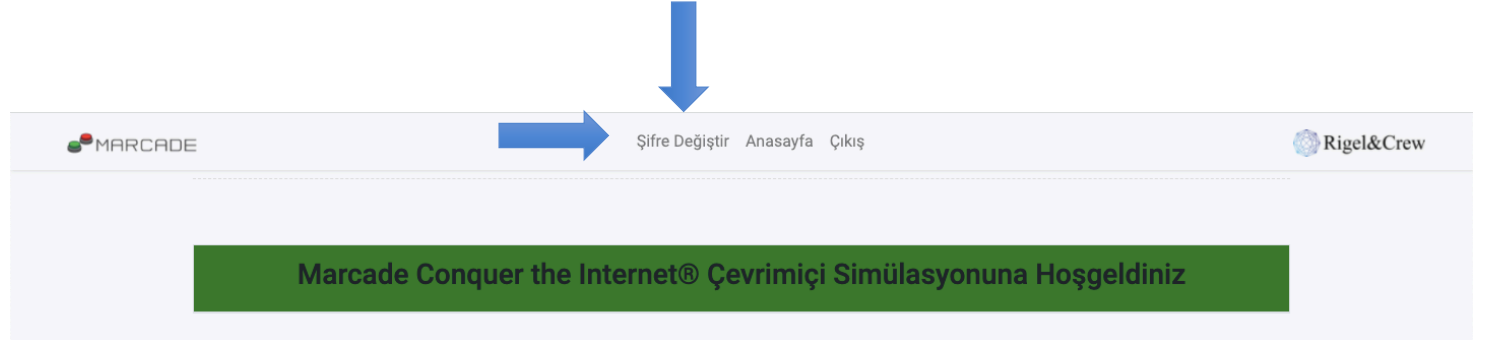 MARCADE
Şifre Değiştir Anasayfa Çıkış
Rigel&Crew
Marcade Conquer the Internet® Çevrimiçi Simülasyonuna Hoşgeldiniz